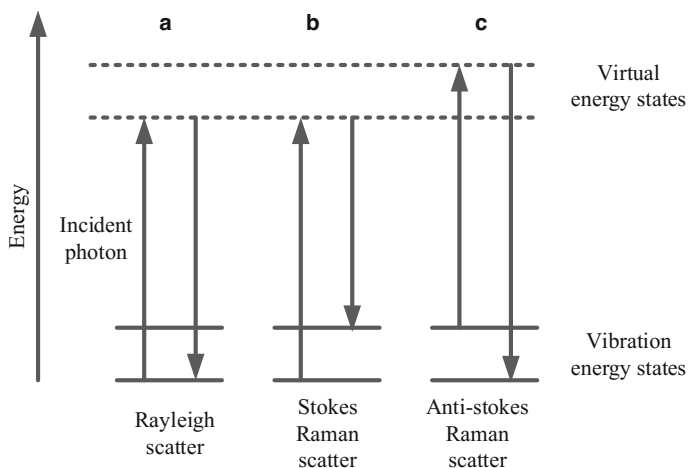 a
b
c
Virtual
energy states
Energy
Incident
photon
Vibration
energy states
Rayleigh
scatter
Stokes
Raman
scatter
Anti-stokes
Raman
scatter